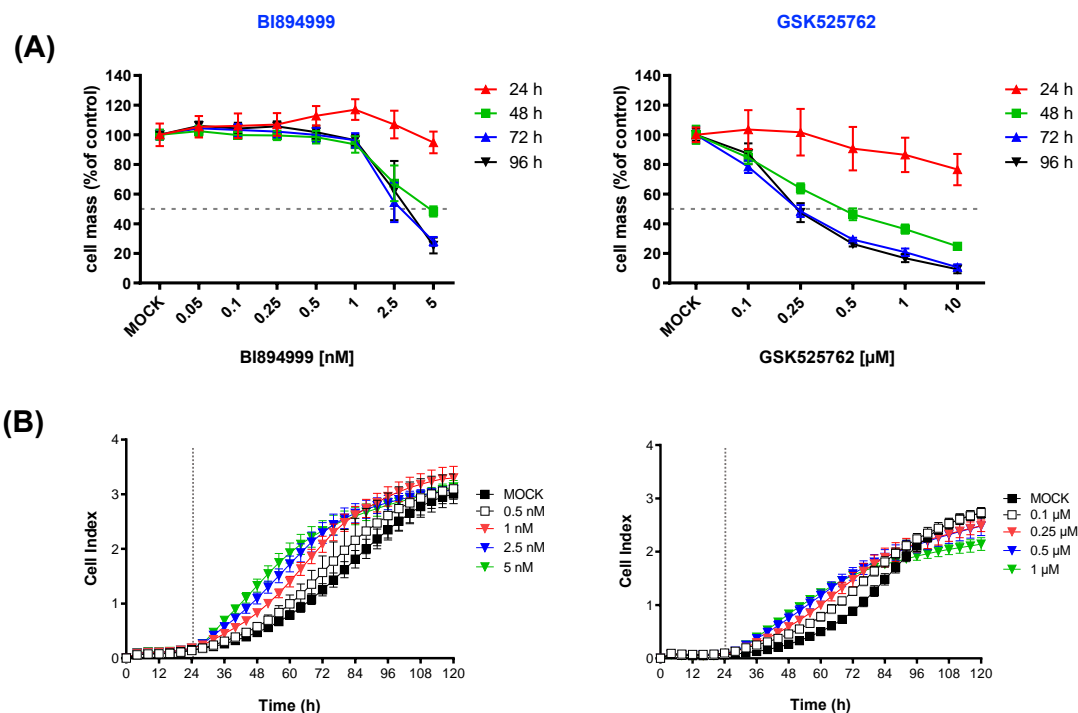 BI894999
GSK525762
(A)
140
120
100
80
60
40
20
0
cell mass (%of control)
MOCK
0.05
0.1
0.25
0.5
1
2.5
5
BI894999 [nM]
24 h
48 h
72 h
96 h
140
120
100
80
60
40
20
0
cell mass (%of control)
MOCK
0.1
0.25
0.5
1
10
GSK525762 [µM]
24 h
48 h
72 h
96 h
(B)
4
3
2
1
0
Cell Index
0 12 24 36 48 60 72 84 96 108 120
Time (h)
MOCK
0.5 nM
1 nM
2.5 nM
5 nM
4
3
2
1
0
Cell Index
0 12 24 36 48 60 72 84 96 108 120
Time (h)
MOCK
0.1 µM
0.25 µM
0.5 µM
1 µM